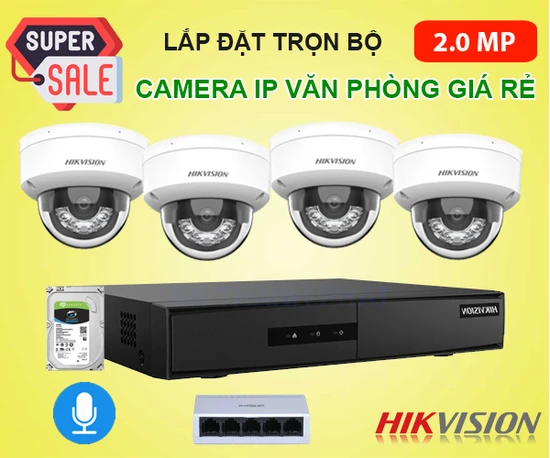 SUPER
SALE
LẮP ĐẶT TRỌN BỘ
2.0 MP
CAMERA IP VĂN PHÒNG GIÁ RẺ
HIKVISION
HIKVISION
HIKVISION
HIKVISION
HIKVISION
HIKVISION